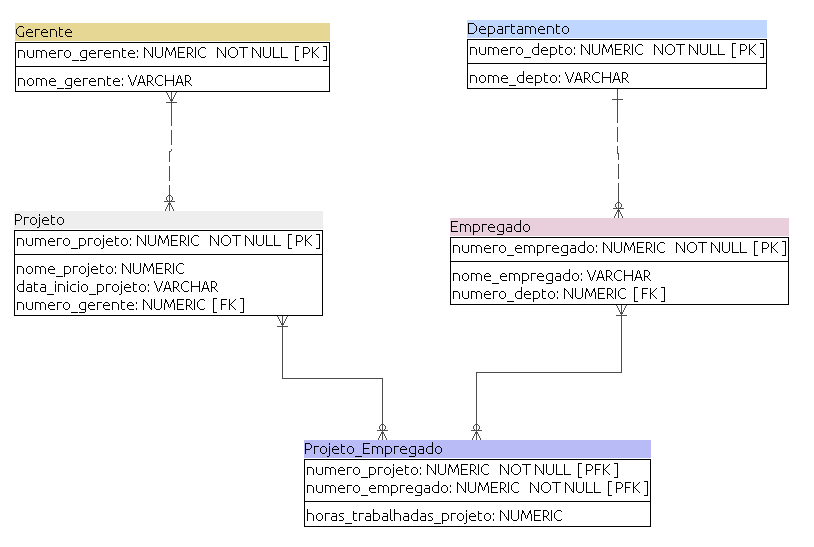 Gerente
numero_gerente: NUMERIC NOT NULL [PK]
nome_gerente: VARCHAR
Departamento
numero_depto: NUMERIC NOT NULL [PK]
nome_depto: VARCHAR
Projeto
numero_projeto: NUMERIC NOT NULL [PK]
nome_projeto: NUMERIC
data_inicio_projeto: VARCHAR
numero_gerente: NUMERIC [FK]
Empregado
numero_empregado: NUMERIC NOT NULL [PK]
nome_empregado: VARCHAR
numero_depto: NUMERIC [FK]
Projeto_Empregado
numero_projeto: NUMERIC NOT NULL [PFK]
numero_empregado: NUMERIC NOT NULL [PFK]
horas_trabalhadas_projeto: NUMERIC